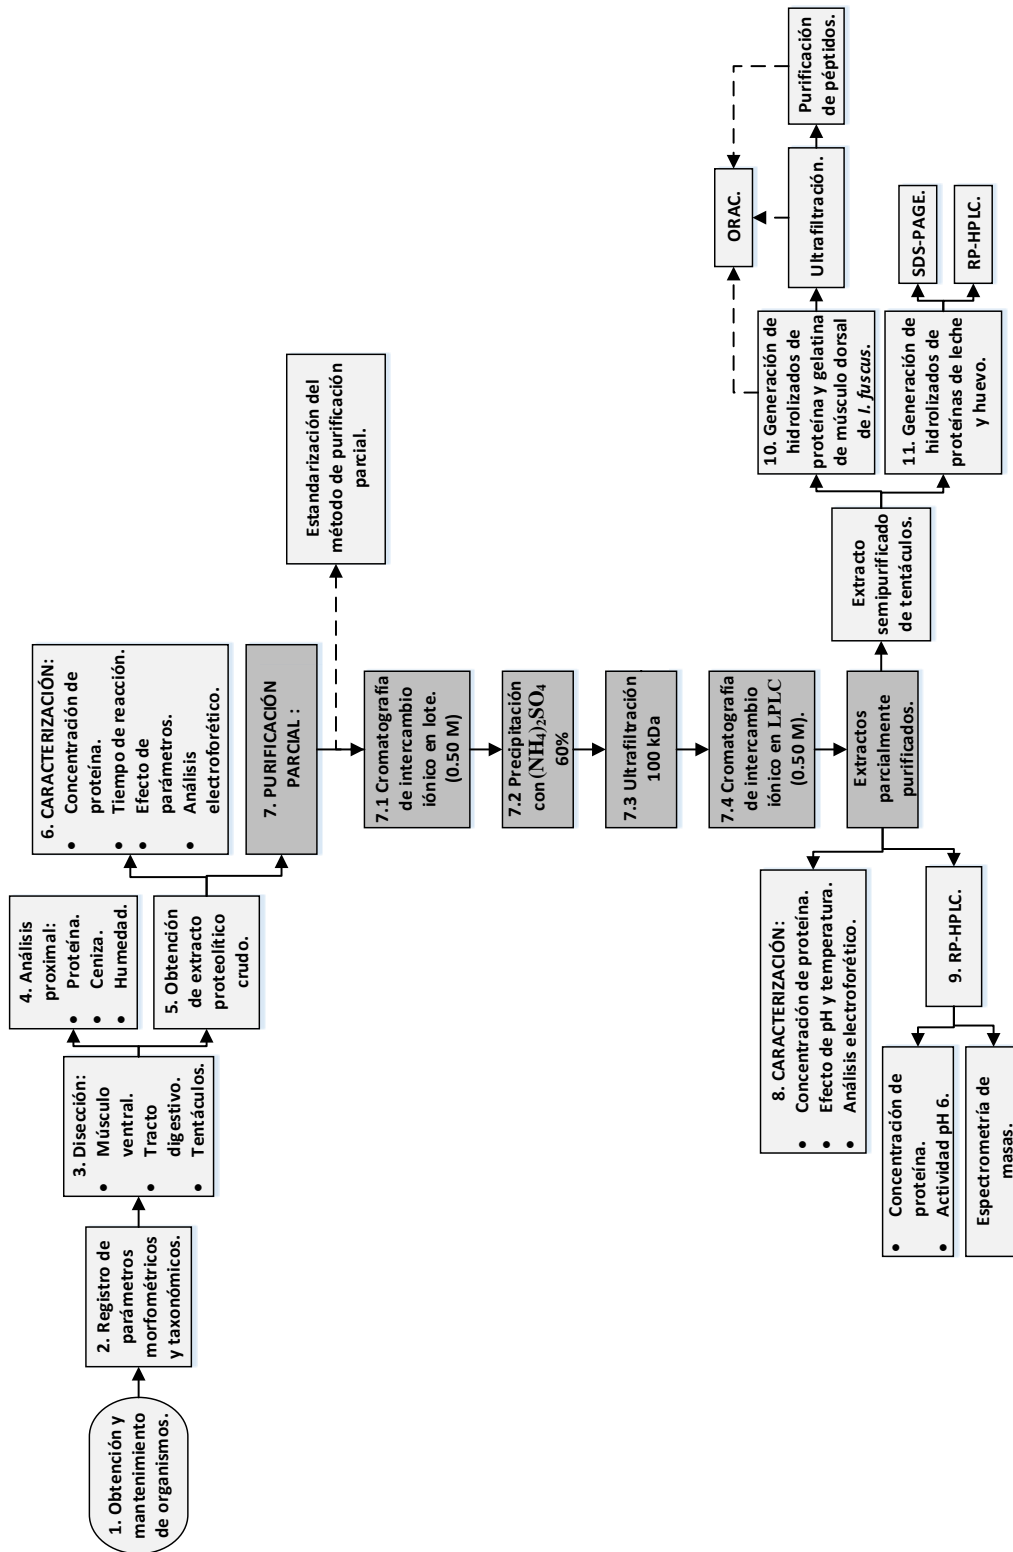 1. Obtención y
mantenimiento
de organismos.
2. Registro de
parámetros
morfométricos
y taxonómicos.
3. Disección:
• Músculo
ventral.
• Tracto
digestivo.
• Tentáculos.
4. Análisis
proximal:
• Proteína.
• Ceniza.
• Humedad.
5. Obtención
de extracto
proteolítico
crudo.
6. CARACTERIZACIÓN:
• Concentración de
proteína.
• Tiempo de reacción.
• Efecto de
parámetros.
• Análisis
electroforético.
7. PURIFICACIÓN
PARCIAL :
Estandarización del
método de purificación
parcial.
7.1 Cromatografía
de intercambio
iónico en lote.
(0.50 M)
7.2 Precipitación
con (NH4)2SO4
60%
7.3 Ultrafiltración
100 kDa
7.4 Cromatografía
de intercambio
iónico en LPLC
(0.50 M).
Extractos
parcialmente
purificados.
8. CARACTERIZACIÓN:
• Concentración de proteína.
• Efecto de pH y temperatura.
• Análisis electroforético.
9. RP-HPLC.
• Concentración de
proteína.
• Actividad pH 6.
Espectrometría de
masas.
Extracto
semipurificado
de tentáculos.
10. Generación de
hidrolizados de
proteína y gelatina
de músculo dorsal
de I. fuscus.
Ultrafiltración.
Purificación
de péptidos.
ORAC.
11. Generación de
hidrolizados de
proteínas de leche
y huevo.
SDS-PAGE.
RP-HPLC.